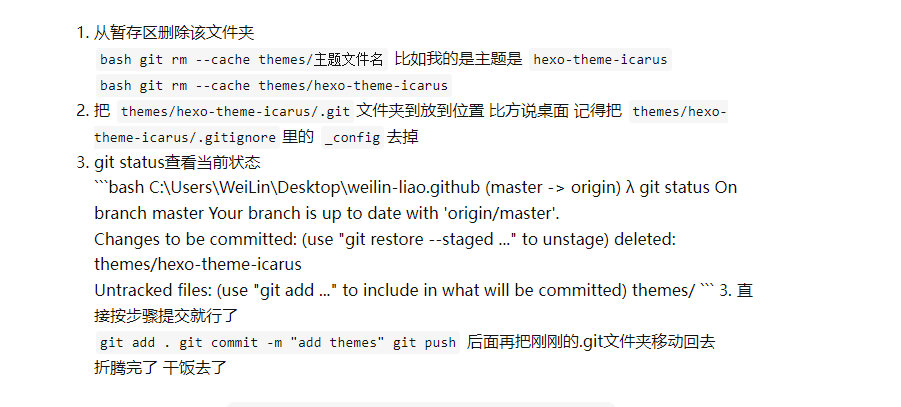 1. 从暂存区删除该文件夹
bash git rm --cache themes/主题文件名 比如我的是主题是 hexo-theme-icarus
bash git rm --cache themes/hexo-theme-icarus
2. 把 themes/hexo-theme-icarus/.git 文件夹到放到位置 比方说桌面 记得把 themes/hexo-
theme-icarus/.gitignore 里的 _config 去掉
3. git status查看当前状态
```bash C:\Users\WeiLin\Desktop\weilin-liao.github (master -> origin) λ git status On
branch master Your branch is up to date with 'origin/master'.
Changes to be committed: (use "git restore --staged ..." to unstage) deleted:
themes/hexo-theme-icarus
Untracked files: (use "git add ..." to include in what will be committed) themes/ ``` 3. 直
接按步骤提交就行了
git add . git commit -m "add themes" git push 后面再把刚刚的.git文件夹移动回去
折腾完了 干饭去了